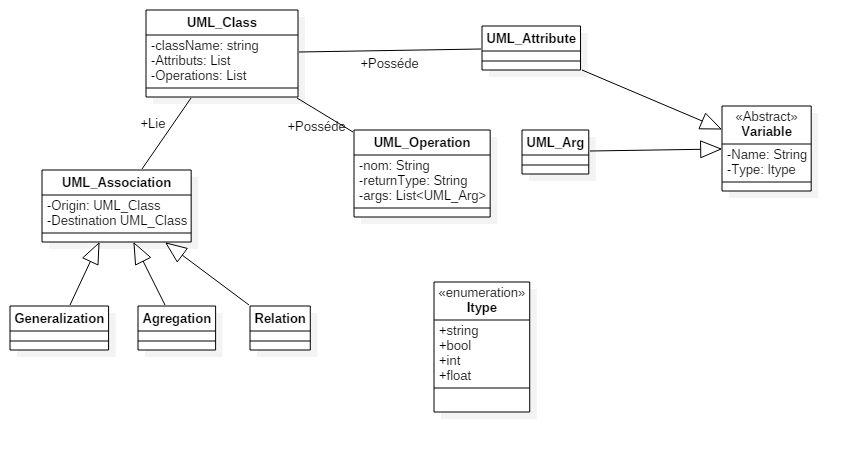 UML_Class
-className: string
-Attributs: List
-Operations: List
UML_Attribute
+Posséde
+Lie
+Posséde
«Abstract»
Variable
-Name: String
-Type: Itype
UML_Operation
-nom: String
-returnType: String
-args: List<UML_Arg>
UML_Arg
UML_Association
-Origin: UML_Class
-Destination UML_Class
Generalization
Agregation
Relation
«enumeration»
Itype
+string
+bool
+int
+float